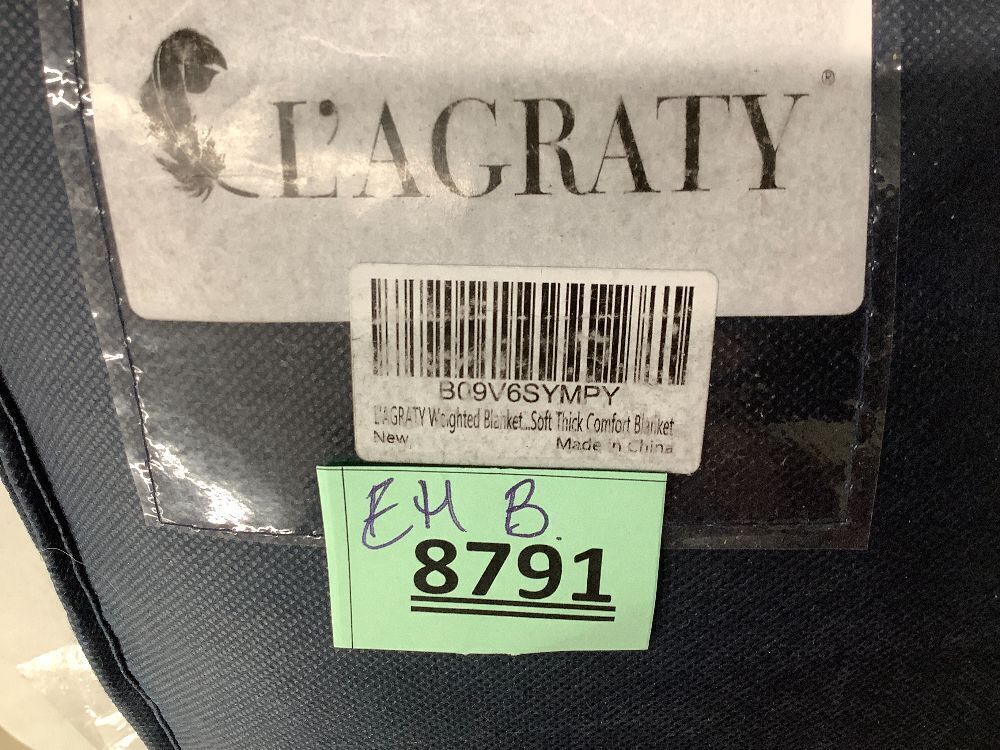 L'AGRATY®
B09V6SYMPY
L'AGRATY Weighted Blanket...Soft Thick Comfort Blanket
New
Made in China
EH B.
8791